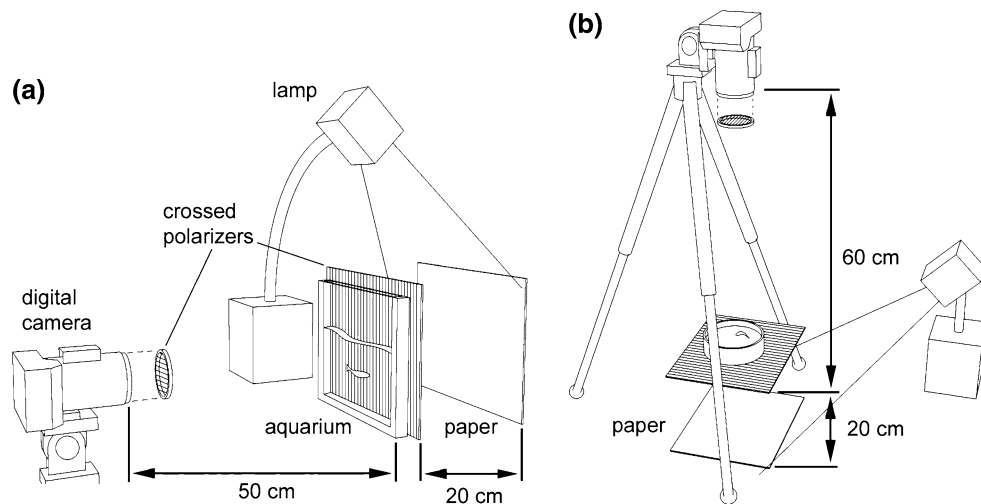 (a)
lamp
crossed
polarizers
digital
camera
aquarium
paper
50 cm
20 cm
(b)
60 cm
paper
20 cm